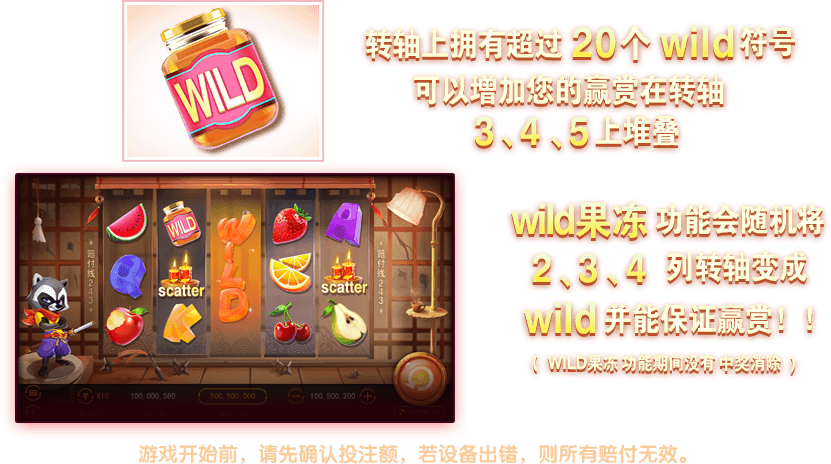 WILD
转轴上拥有超过 20个 wild符号
可以增加您的赢赏在转轴
3、4、5上堆叠
wild果冻 功能会随机将
2、3、4 列转轴变成
wild 并能保证赢赏！！
( WILD果冻 功能期间没有 中奖消除 )
WILD
WILD
A
Q
scatter
scatter
K
赔付线243
赔付线243
X10
100,000,580
500,500,000
100,500,200
游戏开始前，请先确认投注额，若设备出错，则所有赔付无效。